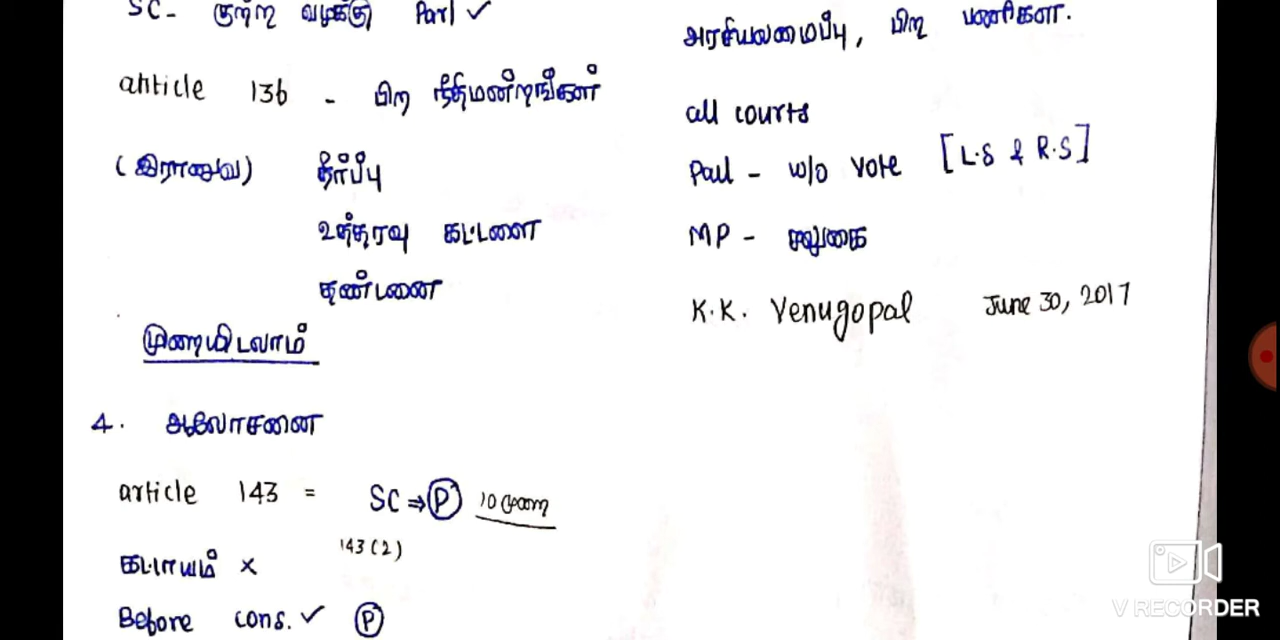 SC - குற்ற வழக்கு Parl ✓
article 136 - பிற நீதிமன்றங்கள்
(இராணுவ) தீர்ப்பு
உத்தரவு கட்டளை
தண்டனை
முறையிடலாம்
4. ஆலோசனை
article 143 = SC ⇒ Ⓟ 10 முறை
143 (2)
கட்டாயம் ×
Before cons. ✓ Ⓟ
அரசியலமைப்பு, பிற பணிகள்.
all courts
Parl - w/o vote [L.S & R.S]
MP - சலுகை
K.K. Venugopal June 30, 2017
V RECORDER